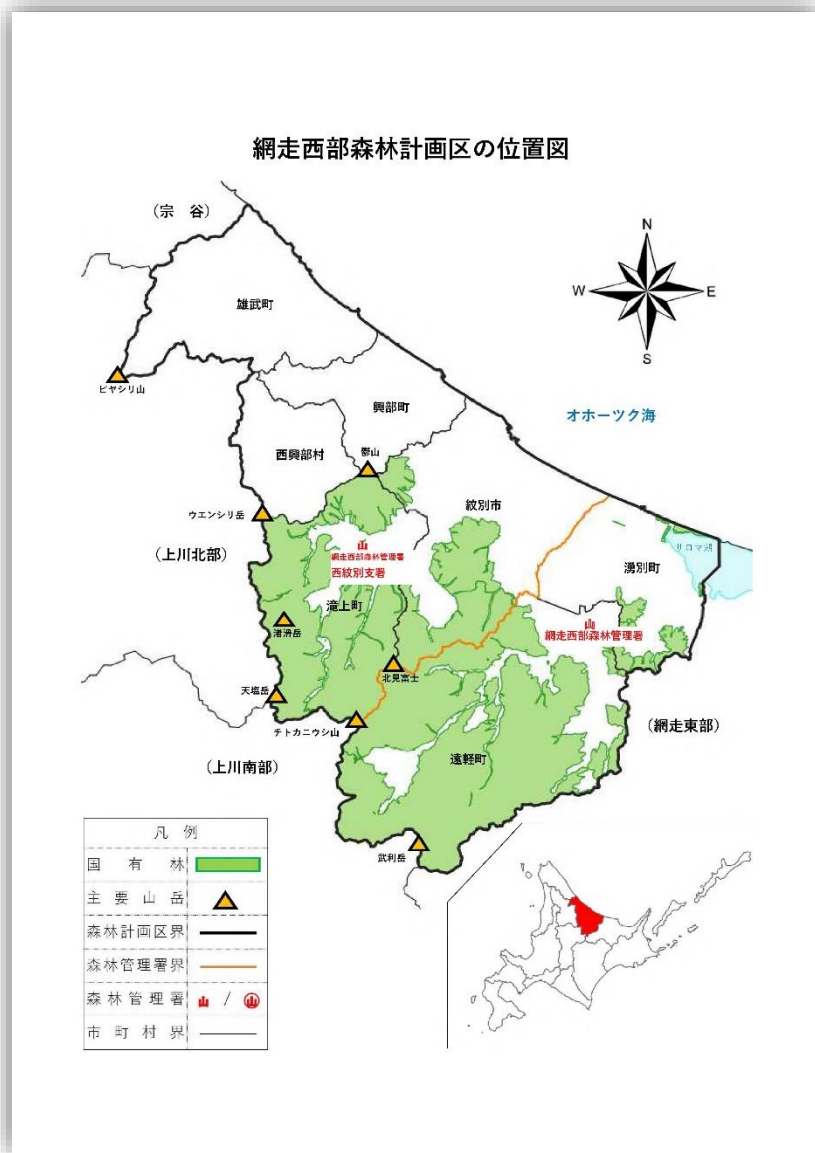 網走西部森林計画区の位置図
(宗 谷)
N
W
E
S
雄武町
ピヤシリ山
興部町
オホーツク海
西興部村
鬱山
紋別市
ウエンシリ岳
サロマ湖
(上川北部)
山
網走西部森林管理署
西紋別支署
湧別町
滝上町
山
網走西部森林管理署
渚滑岳
北見富士
天塩岳
チトカニウシ山
(網走東部)
(上川南部)
遠軽町
武利岳
凡 例
国 有 林
主 要 山 岳
森林計画区界
森林管理署界
森 林 管 理 署 山 / 山
市 町 村 界